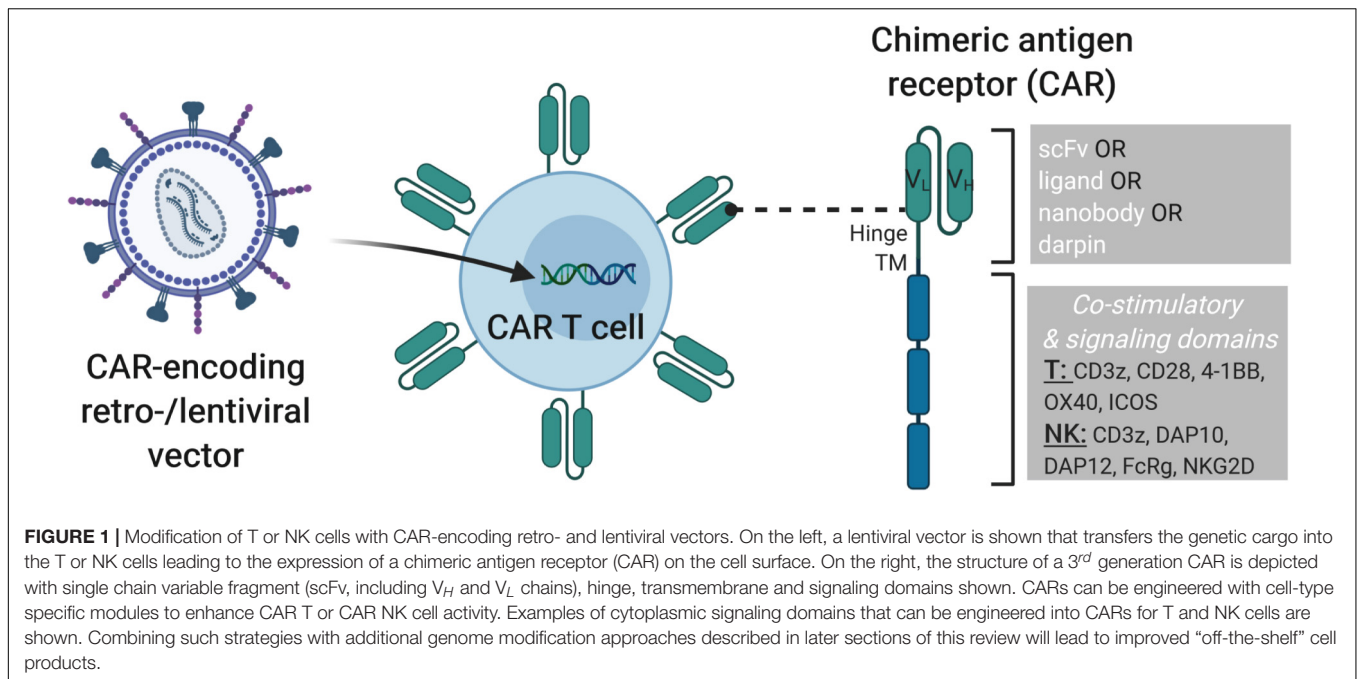 Chimeric antigen
receptor (CAR)
scFv OR
ligand OR
nanobody OR
darpin
V_L V_H
Hinge
TM
CAR T cell
CAR-encoding
retro-/lentiviral
vector
Co-stimulatory
& signaling domains
T: CD3z, CD28, 4-1BB,
OX40, ICOS
NK: CD3z, DAP10,
DAP12, FcRg, NKG2D
FIGURE 1 | Modification of T or NK cells with CAR-encoding retro- and lentiviral vectors. On the left, a lentiviral vector is shown that transfers the genetic cargo into
the T or NK cells leading to the expression of a chimeric antigen receptor (CAR) on the cell surface. On the right, the structure of a 3rd generation CAR is depicted
with single chain variable fragment (scFv, including V_H and V_L chains), hinge, transmembrane and signaling domains shown. CARs can be engineered with cell-type
specific modules to enhance CAR T or CAR NK cell activity. Examples of cytoplasmic signaling domains that can be engineered into CARs for T and NK cells are
shown. Combining such strategies with additional genome modification approaches described in later sections of this review will lead to improved “off-the-shelf” cell
products.